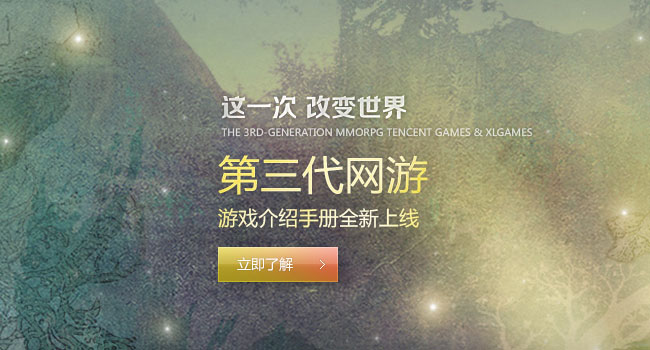 这一次 改变世界
THE 3RD-GENERATION MMORPG TENCENT GAMES & XLGAMES
第三代网游
游戏介绍手册全新上线
立即了解